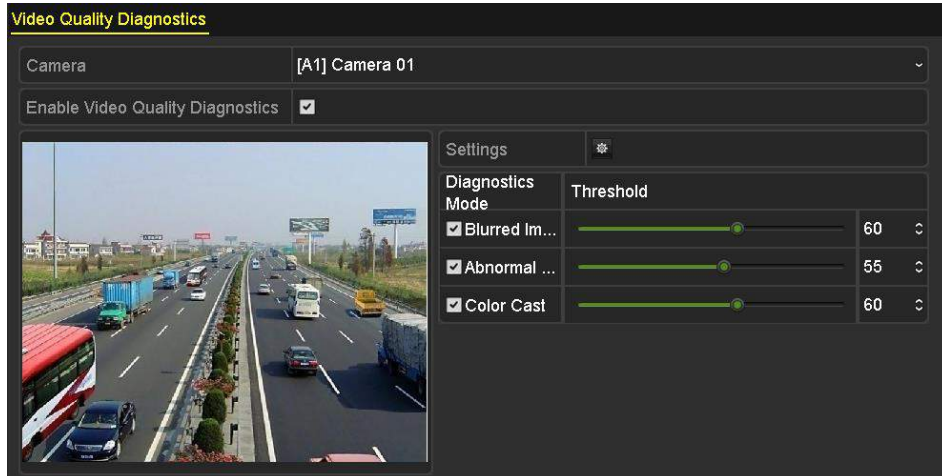 Video Quality Diagnostics
Camera
[A1] Camera 01
Enable Video Quality Diagnostics
Settings
Diagnostics
Mode
Threshold
Blurred Im...
60
Abnormal ...
55
Color Cast
60